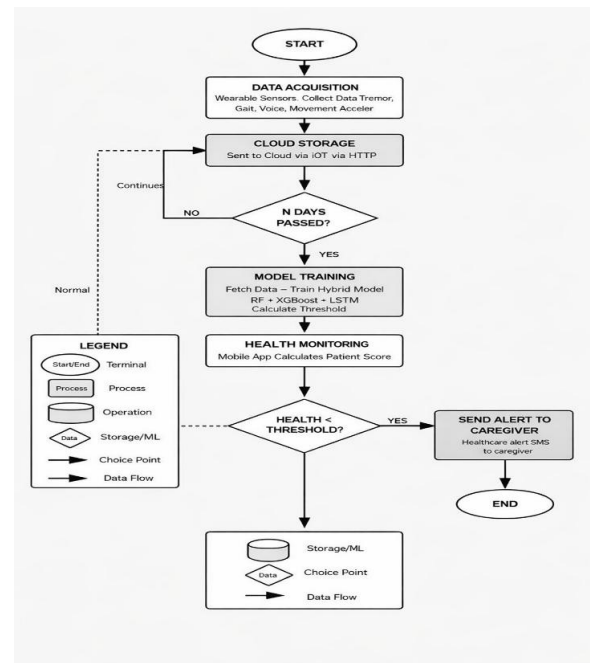 START
DATA ACQUISITION
Wearable Sensors. Collect Data Tremor,
Gait, Voice, Movement Acceler
CLOUD STORAGE
Sent to Cloud via iOT via HTTP
Continues
NO
N DAYS
PASSED?
YES
MODEL TRAINING
Fetch Data – Train Hybrid Model
RF + XGBoost + LSTM
Calculate Threshold
Normal
HEALTH MONITORING
Mobile App Calculates Patient Score
LEGEND
Start/End Terminal
Process Process
Operation
Data Storage/ML
Choice Point
Data Flow
HEALTH <
THRESHOLD?
YES
SEND ALERT TO
CAREGIVER
Healthcare alert SMS
to caregiver
END
Storage/ML
Data Choice Point
Data Flow